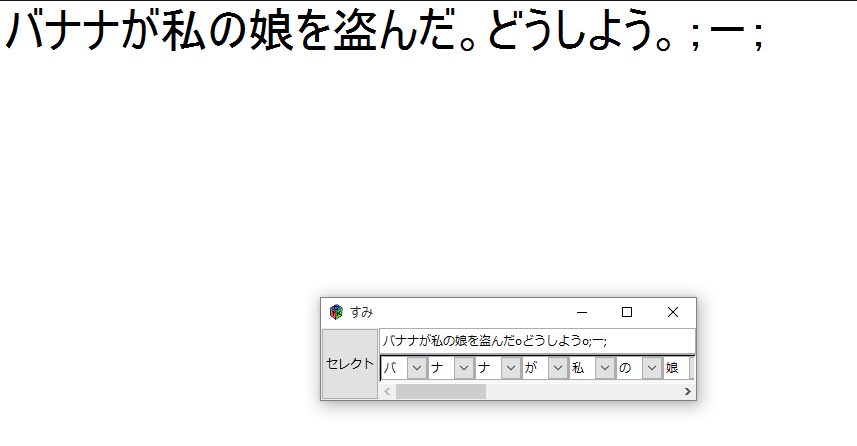 バナナが私の娘を盗んだ。どうしよう。;ー;
すみ
セレクト
バナナが私の娘を盗んだoどうしようo;ー;
バ ナ ナ が 私 の 娘